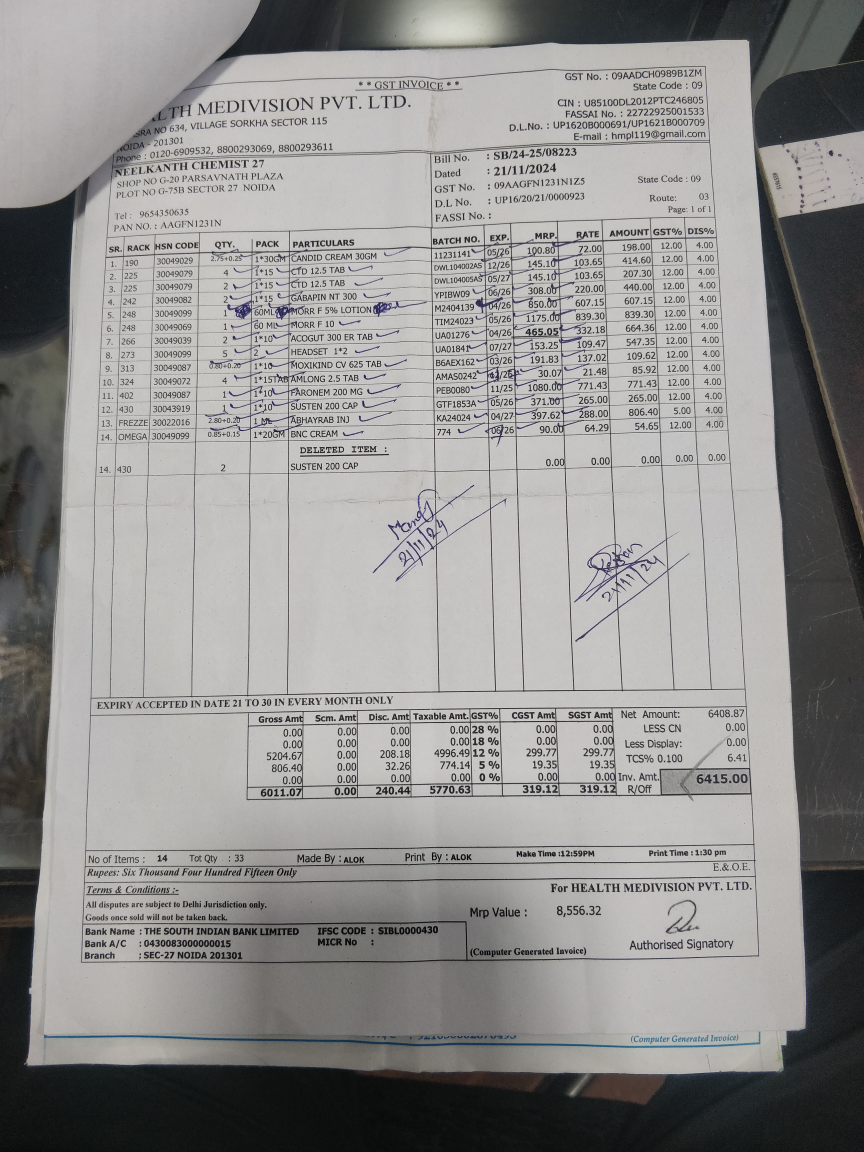 * * GST INVOICE * *
GST No. : 09AADCH0989B1ZM
State Code : 09
HEALTH MEDIVISION PVT. LTD.
CIN : U85100DL2012PTC246805
FASSAI No. : 22722925001533
D.L.No. : UP1620B000691/UP1621B000709
E-mail : hmpl119@gmail.com
NO 634, VILLAGE SORKHA SECTOR 115
NOIDA - 201301
Phone : 0120-6909532, 8800293069, 8800293611
NEELKANTH CHEMIST 27
SHOP NO G-20 PARSAVNATH PLAZA
PLOT NO G-75B SECTOR 27 NOIDA
Tel : 9654350635
PAN NO. : AAGFN1231N
Bill No. : SB/24-25/08223
Dated : 21/11/2024
GST No. : 09AAGFN1231N1Z5 State Code : 09
D.L No. : UP16/20/21/0000923 Route: 03
FASSI No. : Page: 1 of 1
SR. RACK HSN CODE QTY. PACK PARTICULARS BATCH NO. EXP. MRP. RATE AMOUNT GST% DIS%
1. 190 30049029 2.75+0.25 1*30GM CANDID CREAM 30GM 11231141 05/26 100.80 72.00 198.00 12.00 4.00
2. 225 30049079 4 1*15 CTD 12.5 TAB DWL104002AS 12/26 145.10 103.65 414.60 12.00 4.00
3. 225 30049079 2 1*15 CTD 12.5 TAB DWL104005AS 05/27 145.10 103.65 207.30 12.00 4.00
4. 242 30049082 2 1*15 GABAPIN NT 300 YPIBW09 06/26 308.00 220.00 440.00 12.00 4.00
5. 248 30049099 1 60ML MORR F 5% LOTION M2404139 04/26 850.00 607.15 607.15 12.00 4.00
6. 248 30049069 1 60 ML MORR F 10 TIM24023 05/26 1175.00 839.30 839.30 12.00 4.00
7. 266 30049039 2 1*10 ACOGUT 300 ER TAB UA01276 04/26 465.05 332.18 664.36 12.00 4.00
8. 273 30049099 5 2 HEADSET 1*2 UA01841 07/27 153.25 109.47 547.35 12.00 4.00
9. 313 30049087 0.80+0.20 1*10 MOXIKIND CV 625 TAB B6AEX162 03/26 191.83 137.02 109.62 12.00 4.00
10. 324 30049072 4 1*15TAB AMLONG 2.5 TAB AMAS0242 30.07 21.48 85.92 12.00 4.00
11. 402 30049087 1 1*10 FARONEM 200 MG PEB0080 11/25 1080.00 771.43 771.43 12.00 4.00
12. 430 30043919 1 1*10 SUSTEN 200 CAP GTF1853A 05/26 371.00 265.00 265.00 12.00 4.00
13. FREZZE 30022016 2.80+0.20 1 ML ABHAYRAB INJ KA24024 04/27 397.62 288.00 806.40 5.00 4.00
14. OMEGA 30049099 0.85+0.15 1*20GM BNC CREAM 774 06/26 90.00 64.29 54.65 12.00 4.00
DELETED ITEM :
14. 430 2 SUSTEN 200 CAP 0.00 0.00 0.00 0.00 0.00
21/11/24
21/11/24
EXPIRY ACCEPTED IN DATE 21 TO 30 IN EVERY MONTH ONLY
Gross Amt Scm. Amt Disc. Amt Taxable Amt. GST% CGST Amt SGST Amt
0.00 0.00 0.00 0.00 28 % 0.00 0.00
0.00 0.00 0.00 0.00 18 % 0.00 0.00
5204.67 0.00 208.18 4996.49 12 % 299.77 299.77
806.40 0.00 32.26 774.14 5 % 19.35 19.35
0.00 0.00 0.00 0.00 0 % 0.00 0.00
6011.07 0.00 240.44 5770.63 319.12 319.12
Net Amount: 6408.87
LESS CN 0.00
Less Display: 0.00
TCS% 0.100 6.41
Inv. Amt. 6415.00
R/Off
No of Items : 14 Tot Qty : 33 Made By : ALOK Print By : ALOK Make Time :12:59PM Print Time : 1:30 pm
Rupees: Six Thousand Four Hundred Fifteen Only E.& O.E.
Terms & Conditions :-
All disputes are subject to Delhi Jurisdiction only.
Goods once sold will not be taken back.
For HEALTH MEDIVISION PVT. LTD.
Mrp Value : 8,556.32
Bank Name : THE SOUTH INDIAN BANK LIMITED IFSC CODE : SIBL0000430
Bank A/C : 0430083000000015 MICR No :
Branch : SEC-27 NOIDA 201301
(Computer Generated Invoice)
Authorised Signatory
(Computer Generated Invoice)